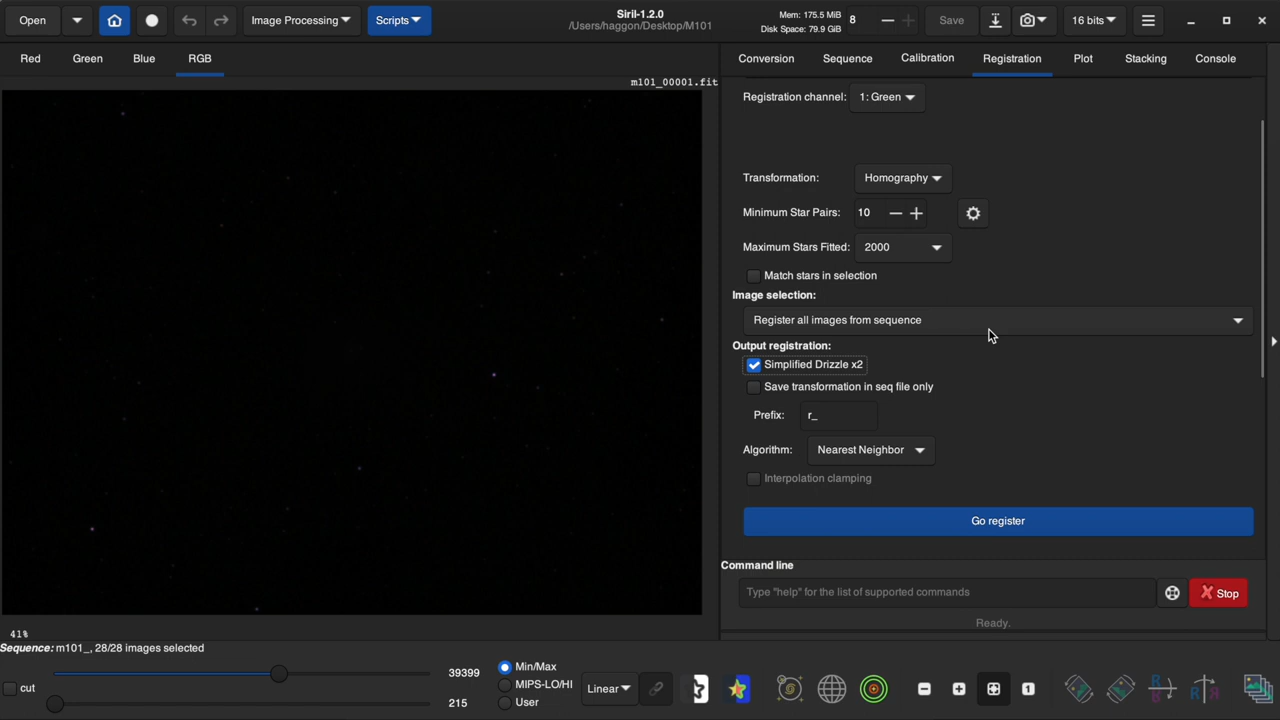 Open
Image Processing
Scripts
Siril-1.2.0
/Users/haggon/Desktop/M101
Mem: 175.5 MiB
Disk Space: 79.9 GiB
8
Save
16 bits
Red
Green
Blue
RGB
Conversion
Sequence
Calibration
Registration
Plot
Stacking
Console
m101_00001.fit
Registration channel: 1: Green
Transformation: Homography
Minimum Star Pairs: 10
Maximum Stars Fitted: 2000
Match stars in selection
Image selection:
Register all images from sequence
Output registration:
Simplified Drizzle x2
Save transformation in seq file only
Prefix: r_
Algorithm: Nearest Neighbor
Interpolation clamping
Go register
Command line
Type "help" for the list of supported commands
Stop
Ready.
41%
Sequence: m101_, 28/28 images selected
cut
39399
215
Min/Max
MIPS-LO/HI
User
Linear
1
R
R R